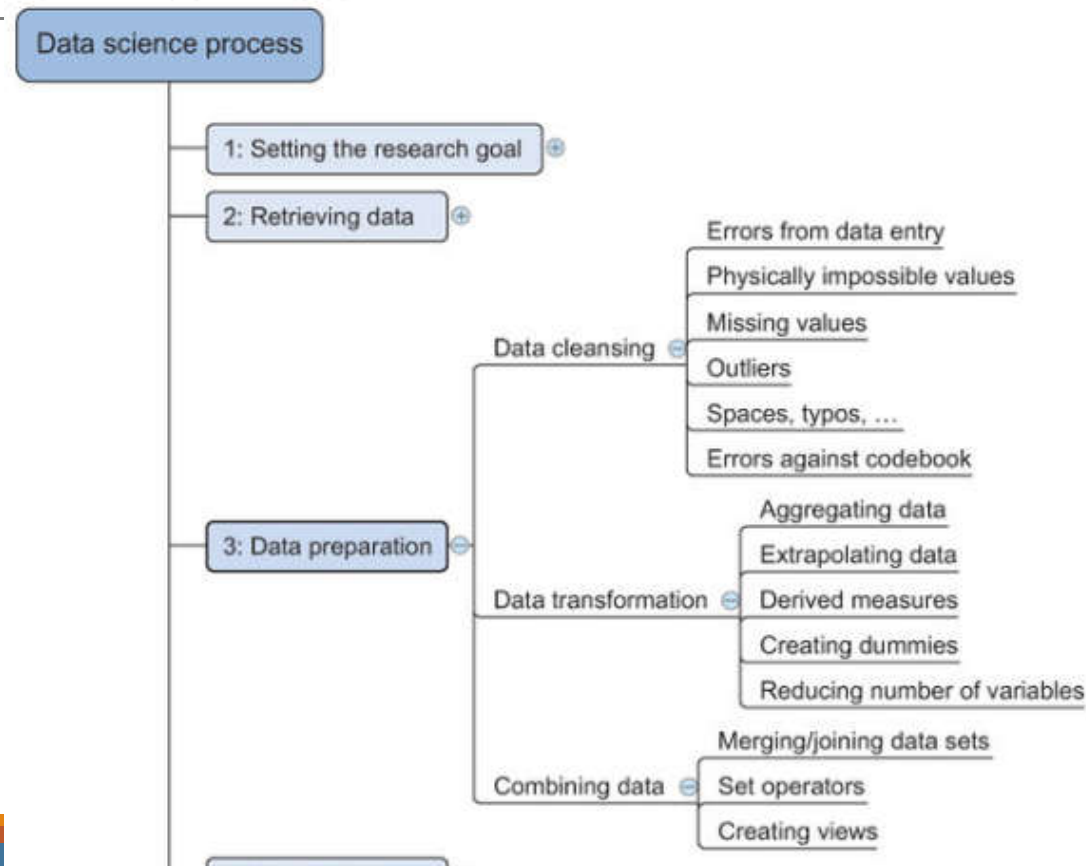 Data science process
1: Setting the research goal
2: Retrieving data
Errors from data entry
Physically impossible values
Missing values
Data cleansing
Outliers
Spaces, typos, …
Errors against codebook
3: Data preparation
Aggregating data
Extrapolating data
Data transformation
Derived measures
Creating dummies
Reducing number of variables
Merging/joining data sets
Combining data
Set operators
Creating views